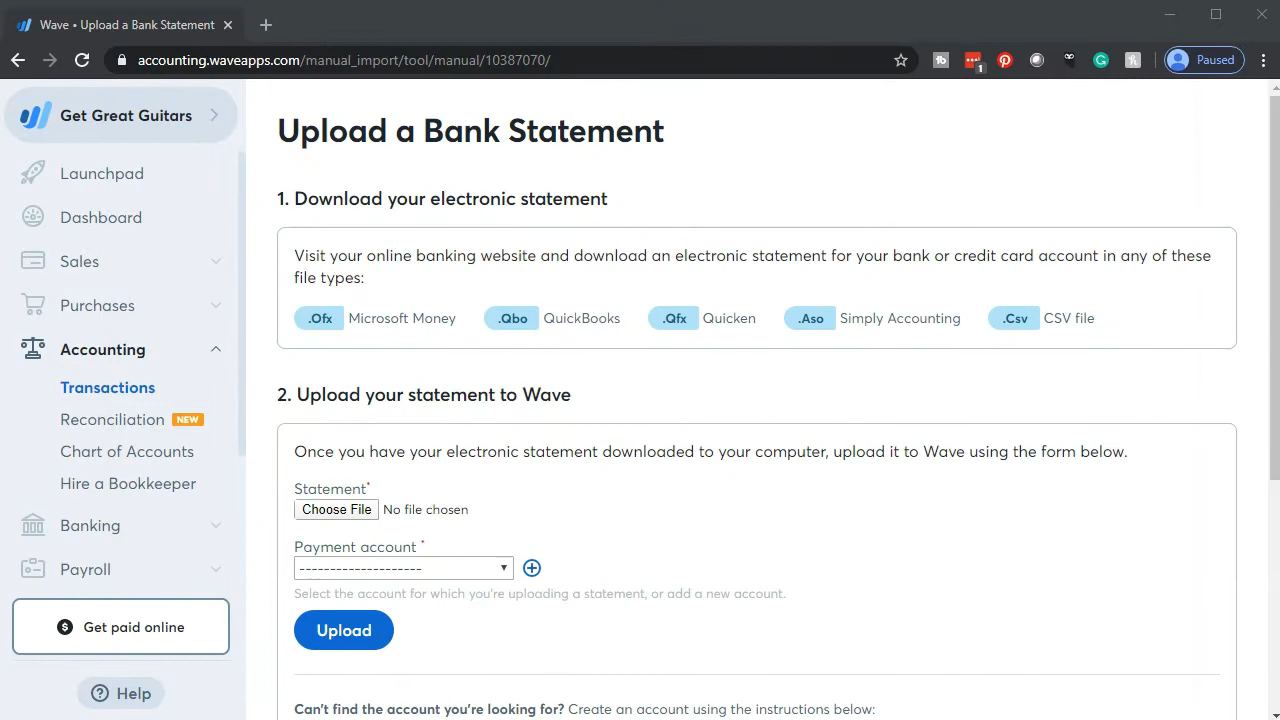 Wave • Upload a Bank Statement
accounting.waveapps.com/manual_import/tool/manual/10387070/
1
Paused
Get Great Guitars
Launchpad
Dashboard
Sales
Purchases
Accounting
Transactions
Reconciliation NEW
Chart of Accounts
Hire a Bookkeeper
Banking
Payroll
$ Get paid online
? Help
Upload a Bank Statement
1. Download your electronic statement
Visit your online banking website and download an electronic statement for your bank or credit card account in any of these
file types:
.Ofx Microsoft Money .Qbo QuickBooks .Qfx Quicken .Aso Simply Accounting .Csv CSV file
2. Upload your statement to Wave
Once you have your electronic statement downloaded to your computer, upload it to Wave using the form below.
Statement*
Choose File No file chosen
Payment account *
--------------------
Select the account for which you're uploading a statement, or add a new account.
Upload
Can't find the account you're looking for? Create an account using the instructions below: